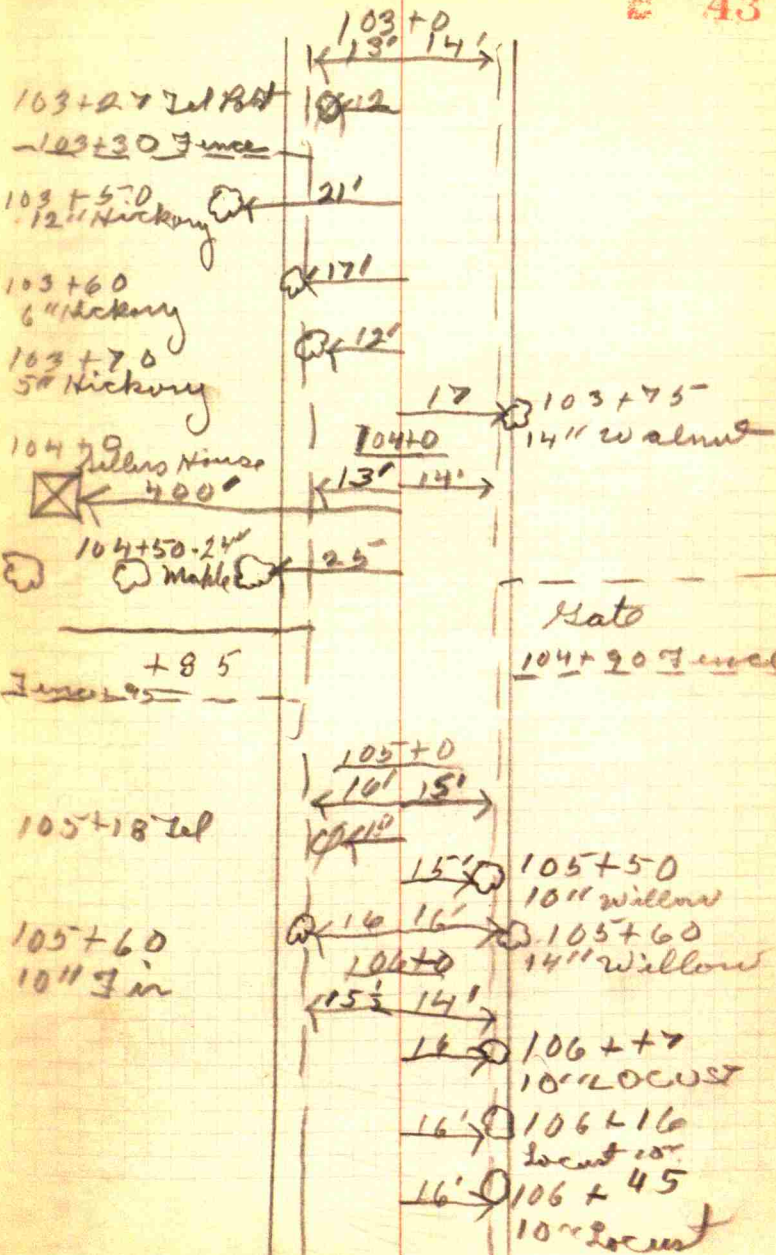 43
103+0
13' 14'
103+27 Tel Post
12
103+30 Fence
103+50
12" Hickory
21'
103+60
6" Hickory
17'
103+70
5" Hickory
12'
17
103+75
14" Walnut
104+0
104+0
House
13' 14'
400'
104+50-24"
Maple
25
Gate
+85
104+90 Fence
Fence+95
105+0
16' 15'
105+18 Tel
15'
105+50
10" Willow
105+60
10" Fir
16 16'
105+60
14" Willow
106+0
15½ 14'
16
106++7
10" LOCUST
16'
106+16
Locust 10"
16'
106+45
10" Locust